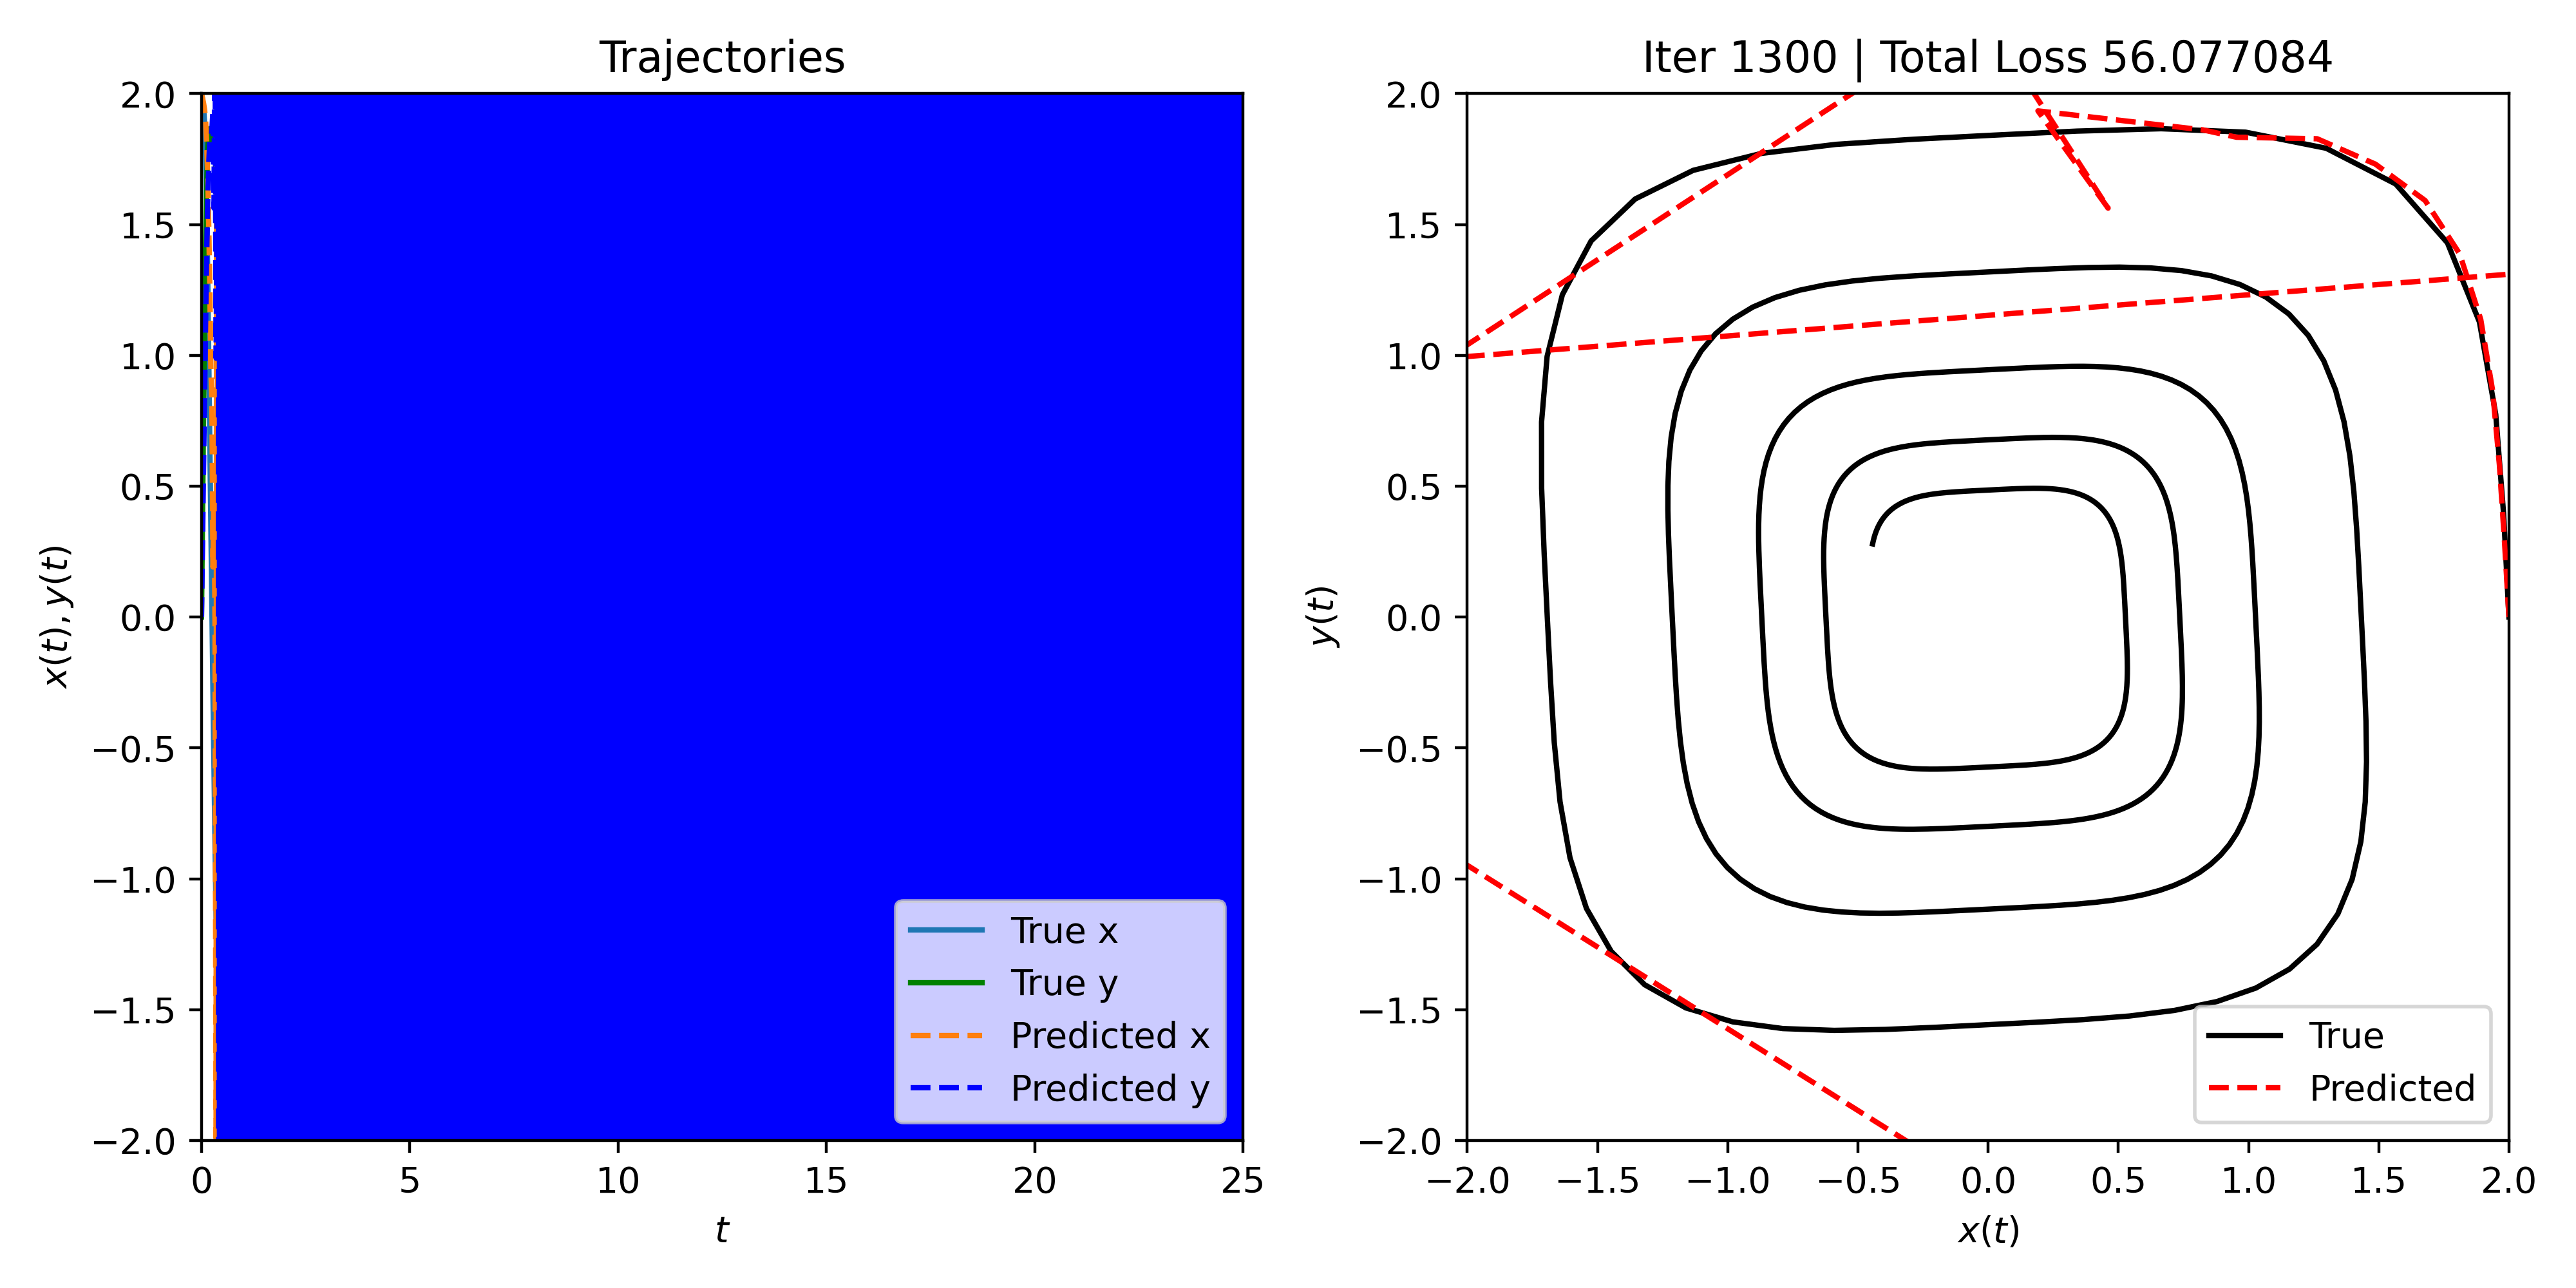 Trajectories
2.0
1.5
1.0
0.5
0.0
−0.5
−1.0
−1.5
−2.0
x(t), y(t)
0 5 10 15 20 25
t
True x
True y
Predicted x
Predicted y
Iter 1300 | Total Loss 56.077084
2.0
1.5
1.0
0.5
0.0
−0.5
−1.0
−1.5
−2.0
y(t)
−2.0 −1.5 −1.0 −0.5 0.0 0.5 1.0 1.5 2.0
x(t)
True
Predicted